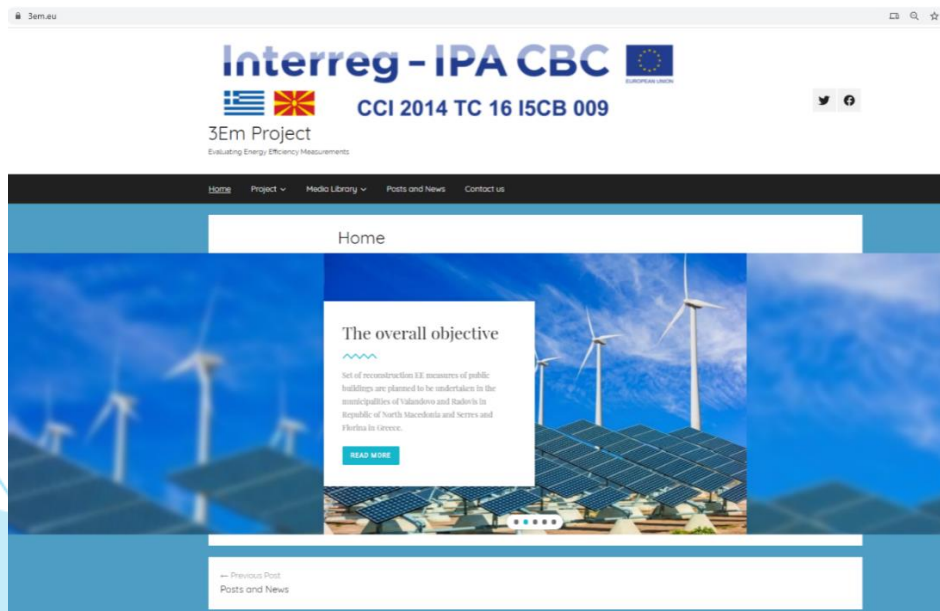 3em.eu
Interreg - IPA CBC
EUROPEAN UNION
CCI 2014 TC 16 I5CB 009
3Em Project
Evaluating Energy Efficiency Measurements
Home Project Media Library Posts and News Contact us
Home
The overall objective
Set of reconstruction EE measures of public
buildings are planned to be undertaken in the
municipalities of Valandovo and Radovis in
Republic of North Macedonia and Serres and
Florina in Greece.
READ MORE
← Previous Post
Posts and News